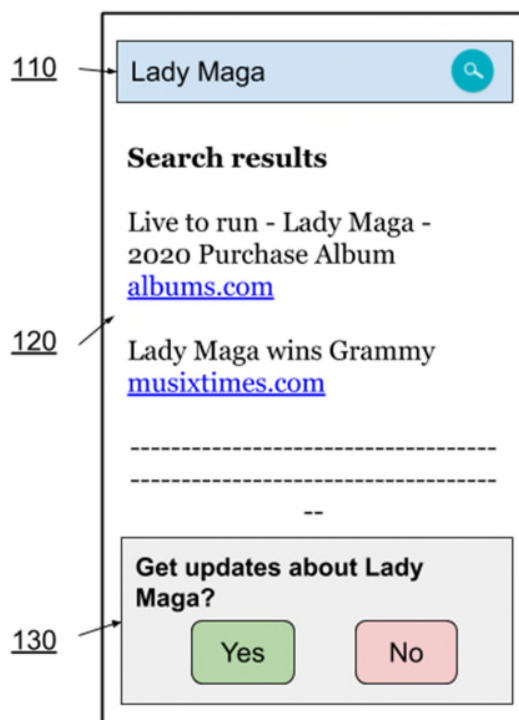 110
Lady Maga
Search results
Live to run - Lady Maga -
2020 Purchase Album
albums.com
120
Lady Maga wins Grammy
musixtimes.com
------------------------------------
------------------------------------
--
Get updates about Lady
Maga?
130
Yes No